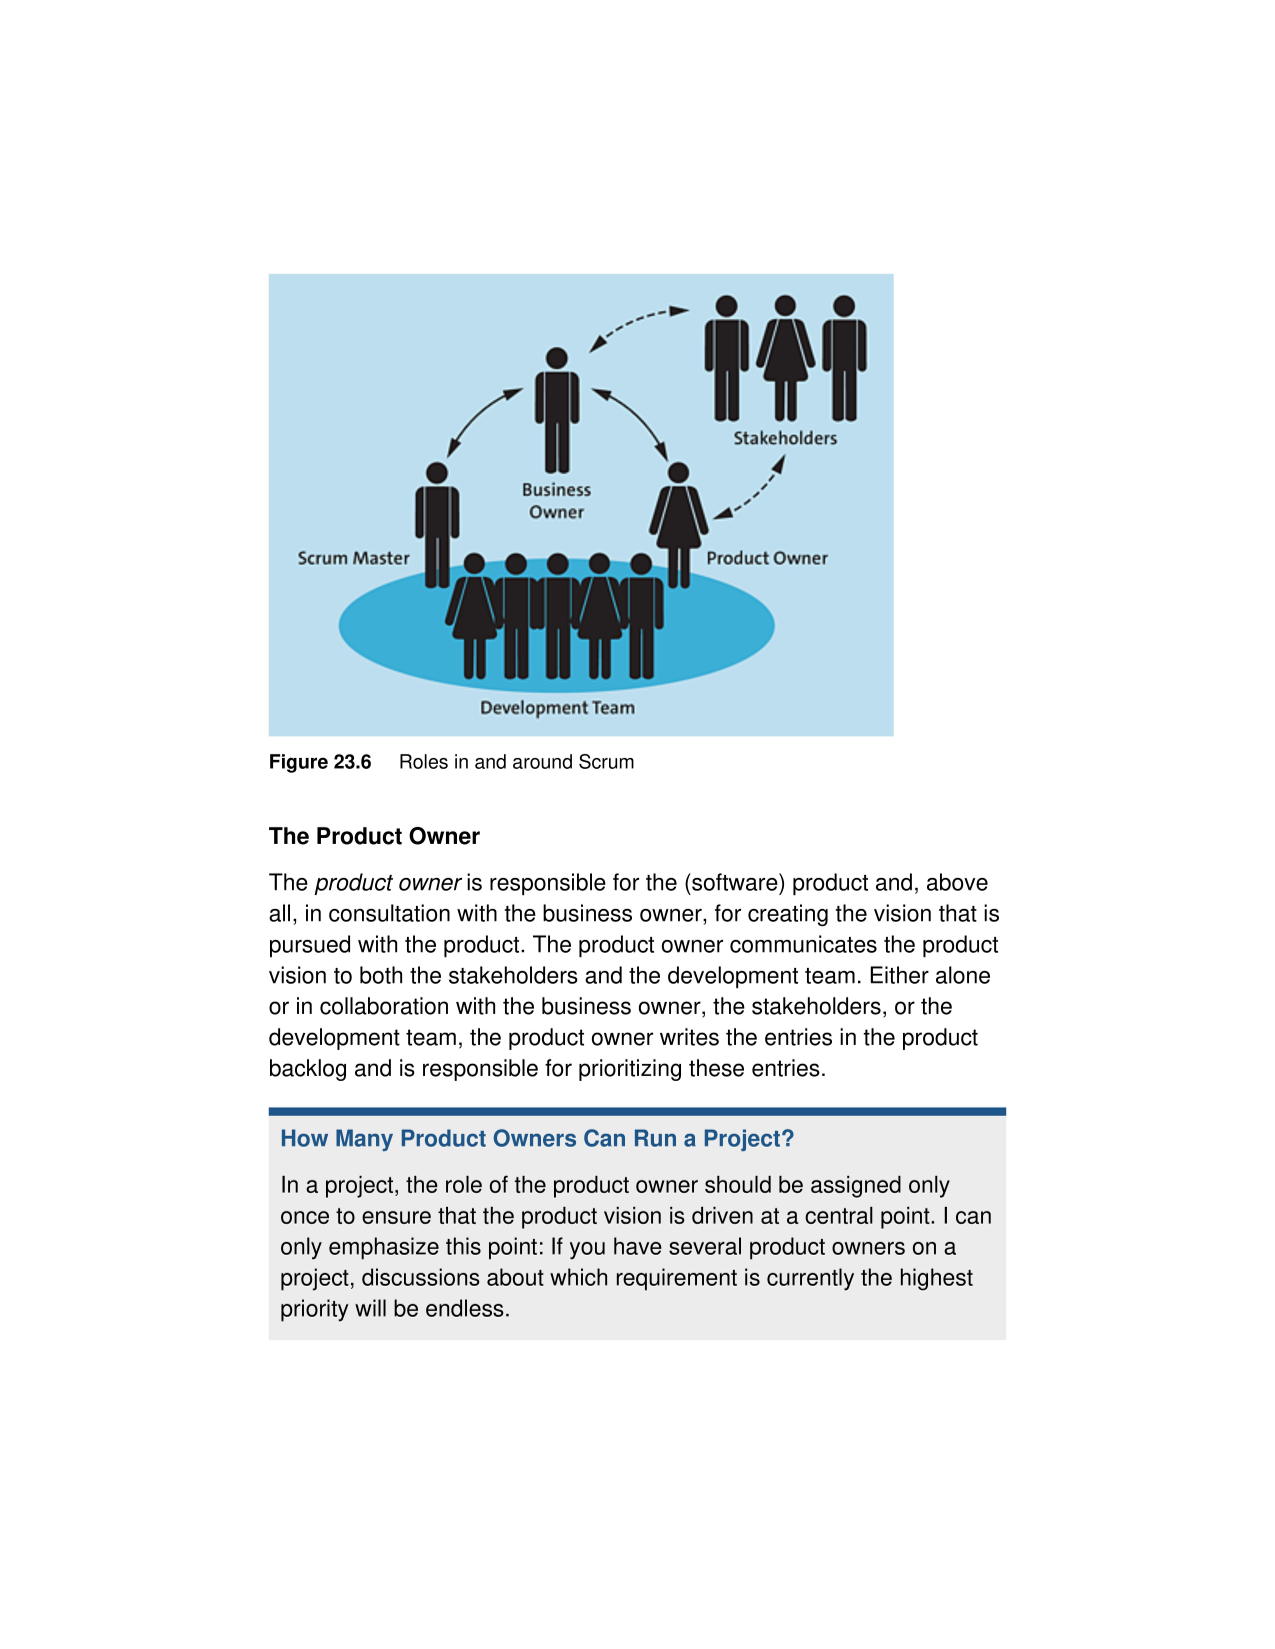 Stakeholders
Business
Owner
Scrum Master
Product Owner
Development Team
Figure 23.6 Roles in and around Scrum
The Product Owner
The product owner is responsible for the (software) product and, above
all, in consultation with the business owner, for creating the vision that is
pursued with the product. The product owner communicates the product
vision to both the stakeholders and the development team. Either alone
or in collaboration with the business owner, the stakeholders, or the
development team, the product owner writes the entries in the product
backlog and is responsible for prioritizing these entries.
How Many Product Owners Can Run a Project?
In a project, the role of the product owner should be assigned only
once to ensure that the product vision is driven at a central point. I can
only emphasize this point: If you have several product owners on a
project, discussions about which requirement is currently the highest
priority will be endless.